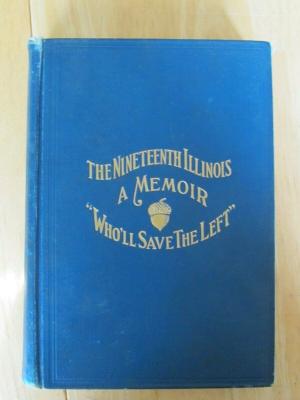 THE NINETEENTH ILLINOIS
A MEMOIR
"WHO'LL SAVE THE LEFT"